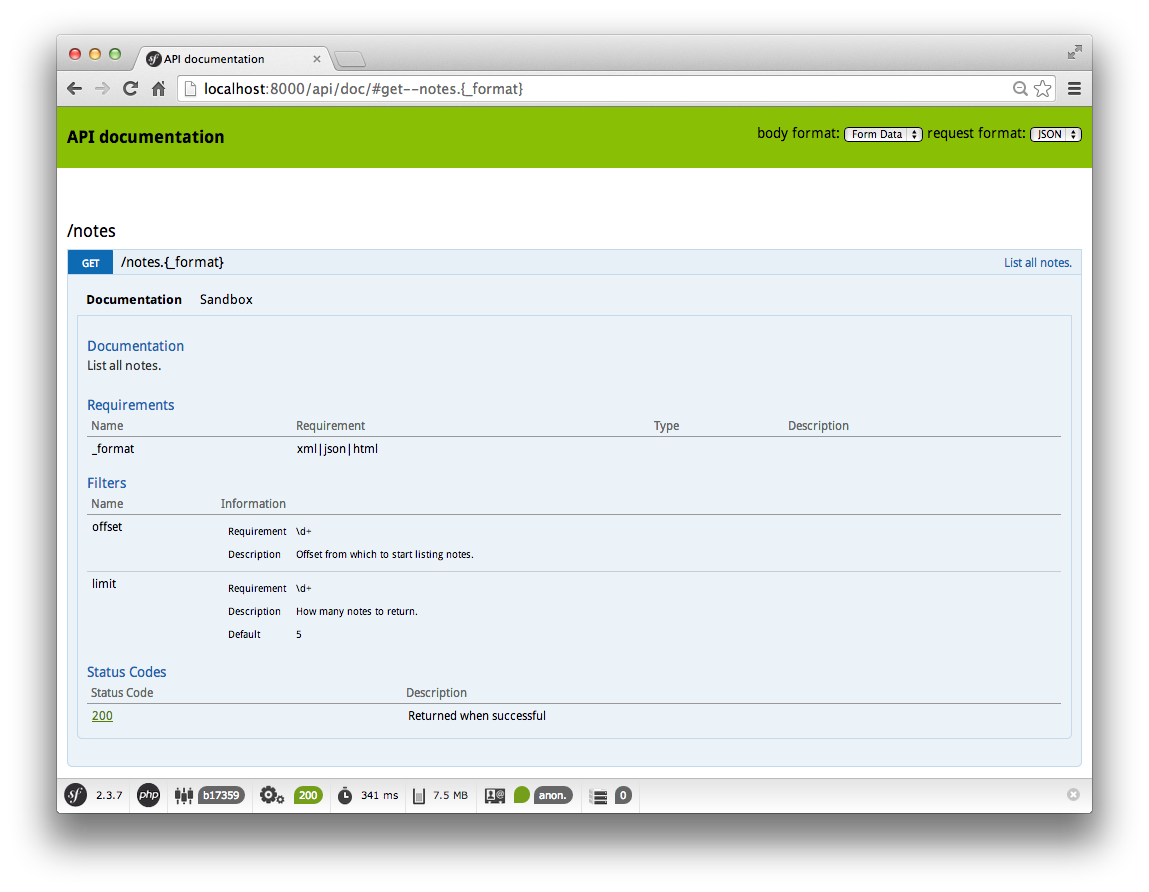 API documentation
localhost:8000/api/doc/#get--notes.{_format}
API documentation body format: Form Data request format: JSON
/notes
GET /notes.{_format} List all notes.
Documentation Sandbox
Documentation
List all notes.
Requirements
Name Requirement Type Description
_format xml|json|html
Filters
Name Information
offset Requirement \d+
Description Offset from which to start listing notes.
limit Requirement \d+
Description How many notes to return.
Default 5
Status Codes
Status Code Description
200 Returned when successful
sf 2.3.7 php b17359 200 341 ms 7.5 MB anon. 0